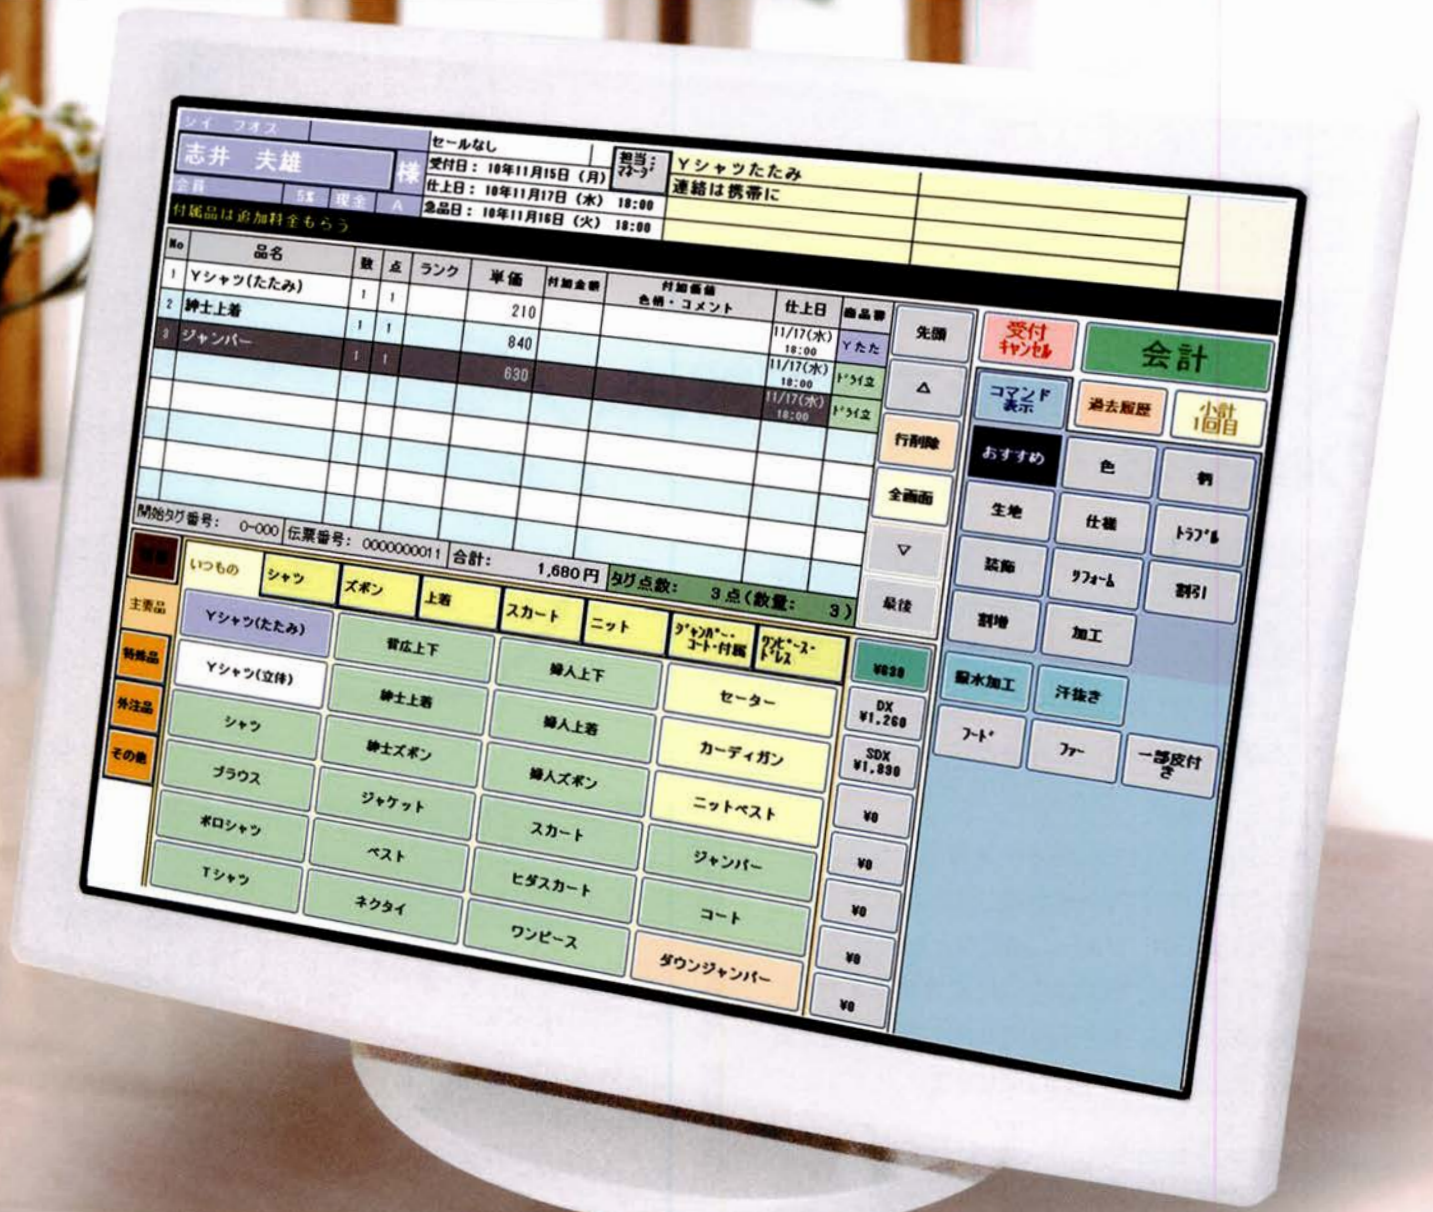 シイ フオス
志井 夫雄 様
会員 5% 現金 A
セールなし
受付日: 10年11月15日 (月)
仕上日: 10年11月17日 (水) 18:00
急品日: 10年11月16日 (火) 18:00
担当:
Yシャツたたみ
連絡は携帯に
付属品は追加料金もらう
No 品名 数 点 ランク 単価 付加金額 付加価値 色柄・コメント 仕上日 商品群
1 Yシャツ(たたみ) 1 1 210 11/17(水) 18:00 Yたた
2 紳士上着 1 1 840 11/17(水) 18:00 ドライ立
3 ジャンパー 1 1 630 11/17(水) 18:00 ドライ立
開始タグ番号: 0-000 伝票番号: 0000000011 合計: 1,680円 タグ点数: 3点(数量: 3)
先頭
△
行削除
全画面
▽
最後
受付キャンセル
会計
コマンド表示
過去履歴
小計1回目
おすすめ 色 柄
生地 仕様 トラブル
装飾 リフォーム 割引
割増 加工
撥水加工 汗抜き
フード ファー 一部皮付き
主要品
特殊品
外注品
その他
いつもの シャツ ズボン 上着 スカート ニット ジャンパー・コート・付属 ワンピース・ドレス
Yシャツ(たたみ) 背広上下 婦人上下 セーター
Yシャツ(立体) 紳士上着 婦人上着 カーディガン
シャツ 紳士ズボン 婦人ズボン ニットベスト
ブラウス ジャケット スカート ジャンパー
ポロシャツ ベスト ヒダスカート コート
Tシャツ ネクタイ ワンピース ダウンジャンパー
¥630
DX ¥1,260
SDX ¥1,890
¥0
¥0
¥0
¥0
¥0